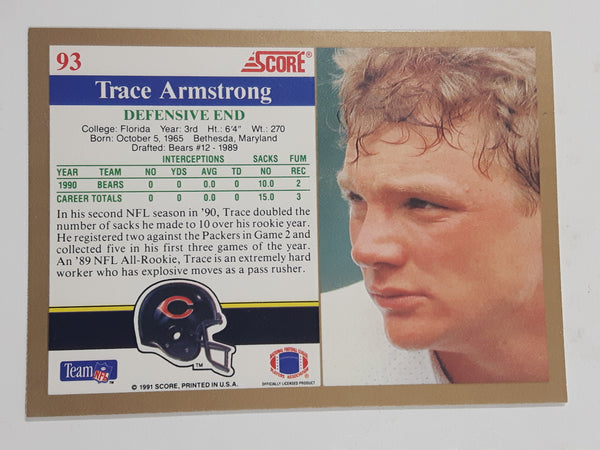 93
SCORE®
Trace Armstrong
DEFENSIVE END
College: Florida Year: 3rd Ht.: 6'4" Wt.: 270
Born: October 5, 1965 Bethesda, Maryland
Drafted: Bears #12 - 1989
INTERCEPTIONS SACKS FUM
YEAR TEAM NO YDS AVG TD NO REC
1990 BEARS 0 0 0.0 0 10.0 2
CAREER TOTALS 0 0 0.0 0 15.0 3
In his second NFL season in '90, Trace doubled the
number of sacks he made to 10 over his rookie year.
He registered two against the Packers in Game 2 and
collected five in his first three games of the year.
An '89 NFL All-Rookie, Trace is an extremely hard
worker who has explosive moves as a pass rusher.
C
TM
Team NFL TM
© 1991 SCORE, PRINTED IN U.S.A.
OFFICIALLY LICENSED PRODUCT